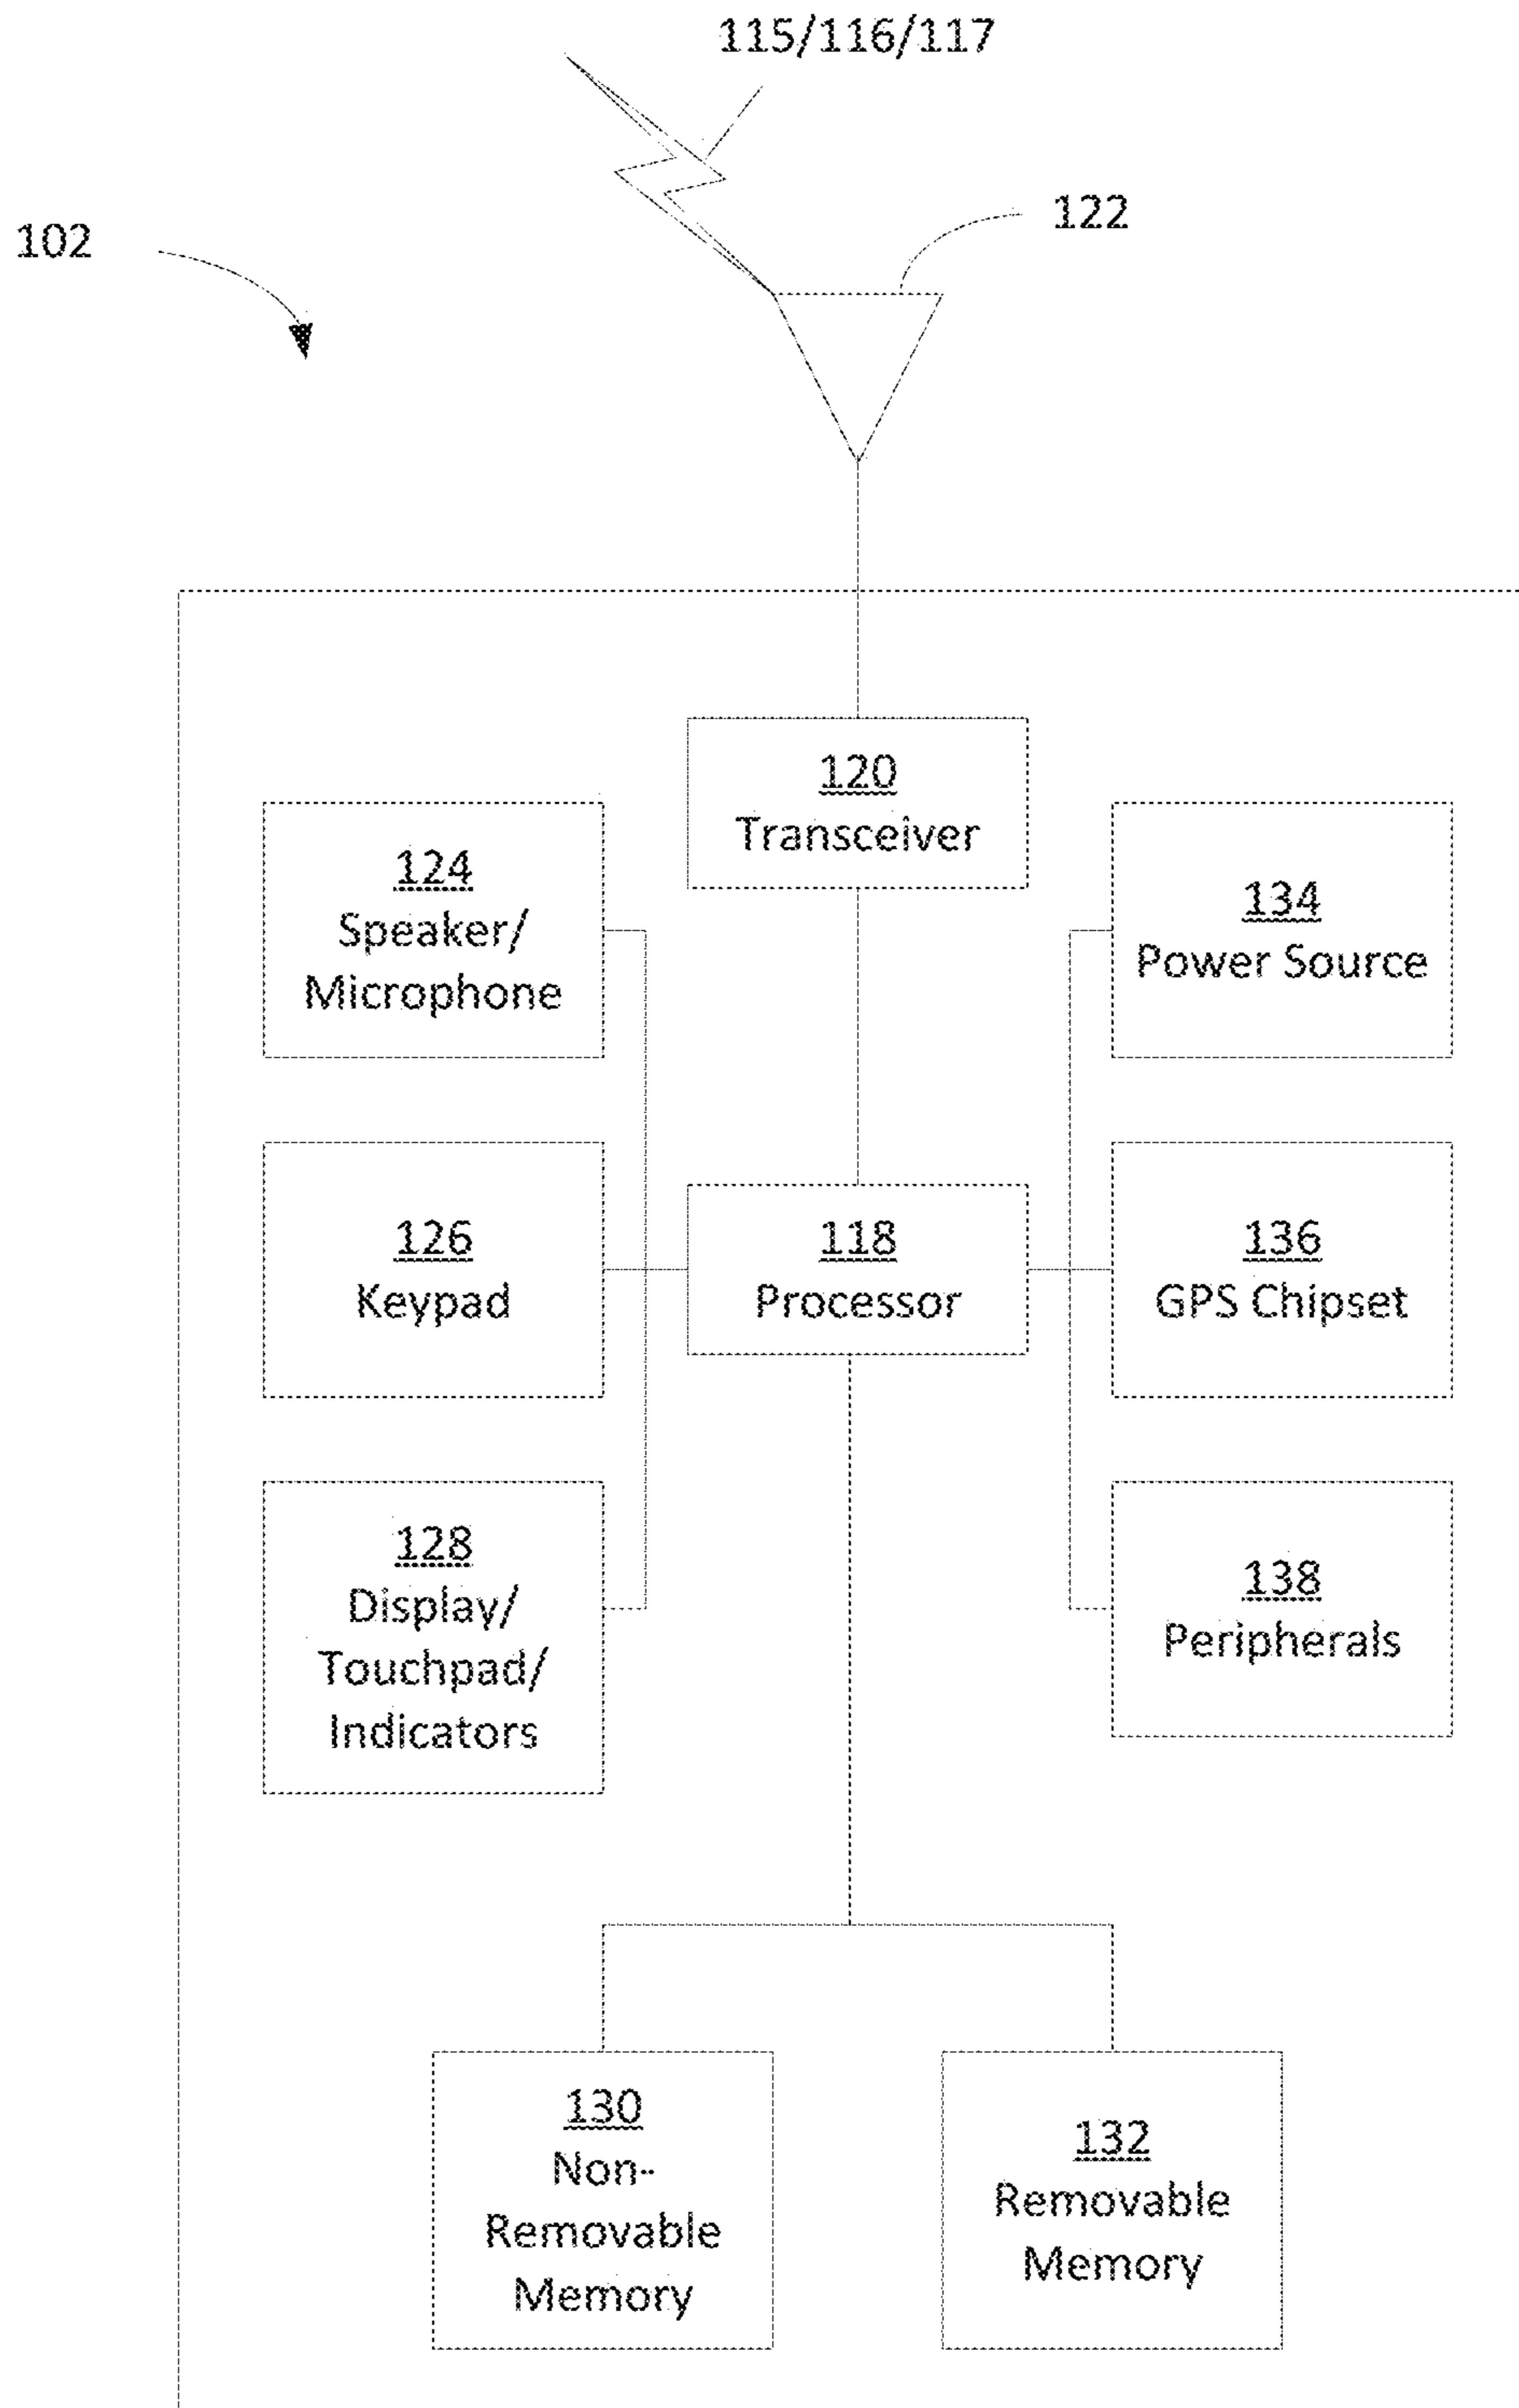 115/116/117
122
102
120
Transceiver
124
Speaker/
Microphone
134
Power Source
126
Keypad
118
Processor
136
GPS Chipset
128
Display/
Touchpad/
Indicators
138
Peripherals
130
Non-
Removable
Memory
132
Removable
Memory